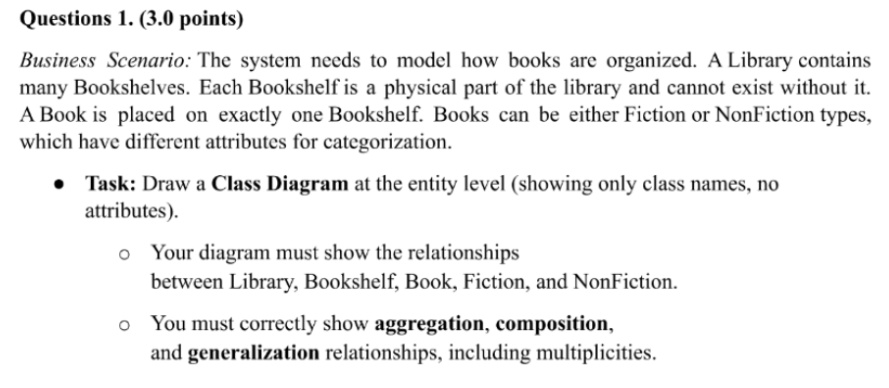 Questions 1. (3.0 points)
Business Scenario: The system needs to model how books are organized. A Library contains
many Bookshelves. Each Bookshelf is a physical part of the library and cannot exist without it.
A Book is placed on exactly one Bookshelf. Books can be either Fiction or NonFiction types,
which have different attributes for categorization.
● Task: Draw a Class Diagram at the entity level (showing only class names, no
attributes).
○ Your diagram must show the relationships
between Library, Bookshelf, Book, Fiction, and NonFiction.
○ You must correctly show aggregation, composition,
and generalization relationships, including multiplicities.